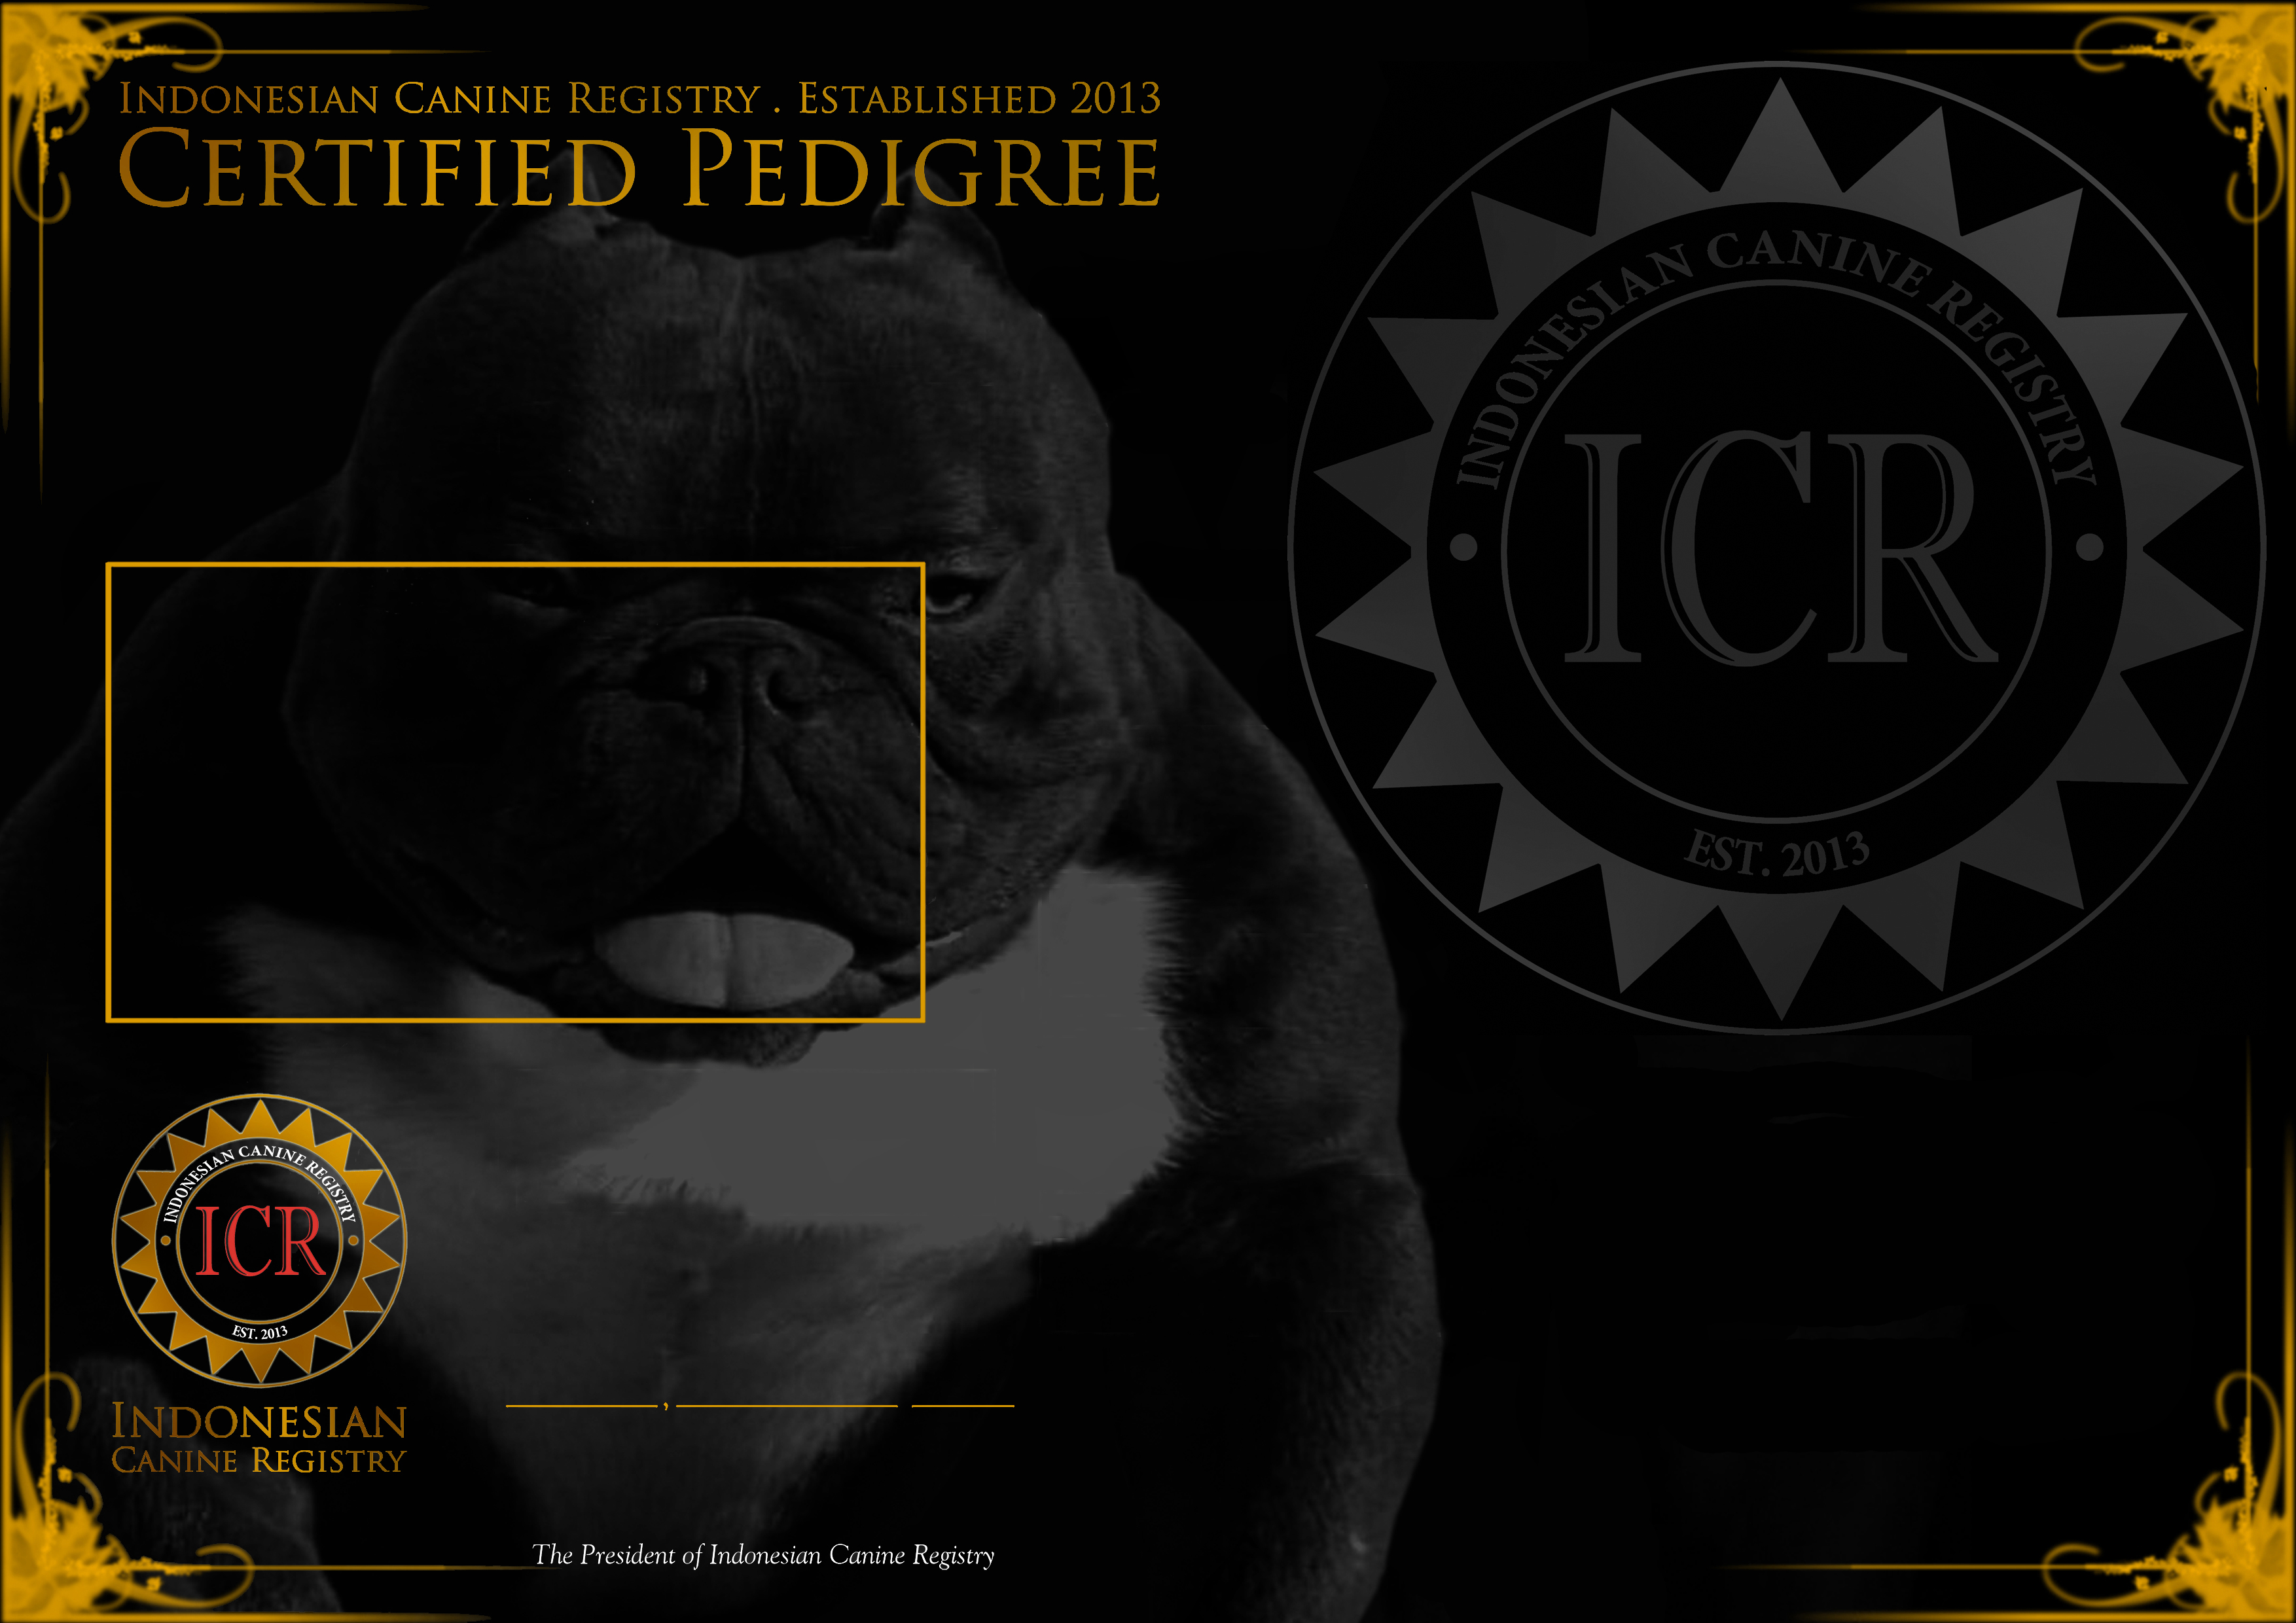 INDONESIAN CANINE REGISTRY . ESTABLISHED 2013
CERTIFIED PEDIGREE
INDONESIAN CANINE REGISTRY
ICR
EST. 2013
INDONESIAN CANINE REGISTRY
ICR
EST. 2013
INDONESIAN
CANINE REGISTRY
,
The President of Indonesian Canine Registry